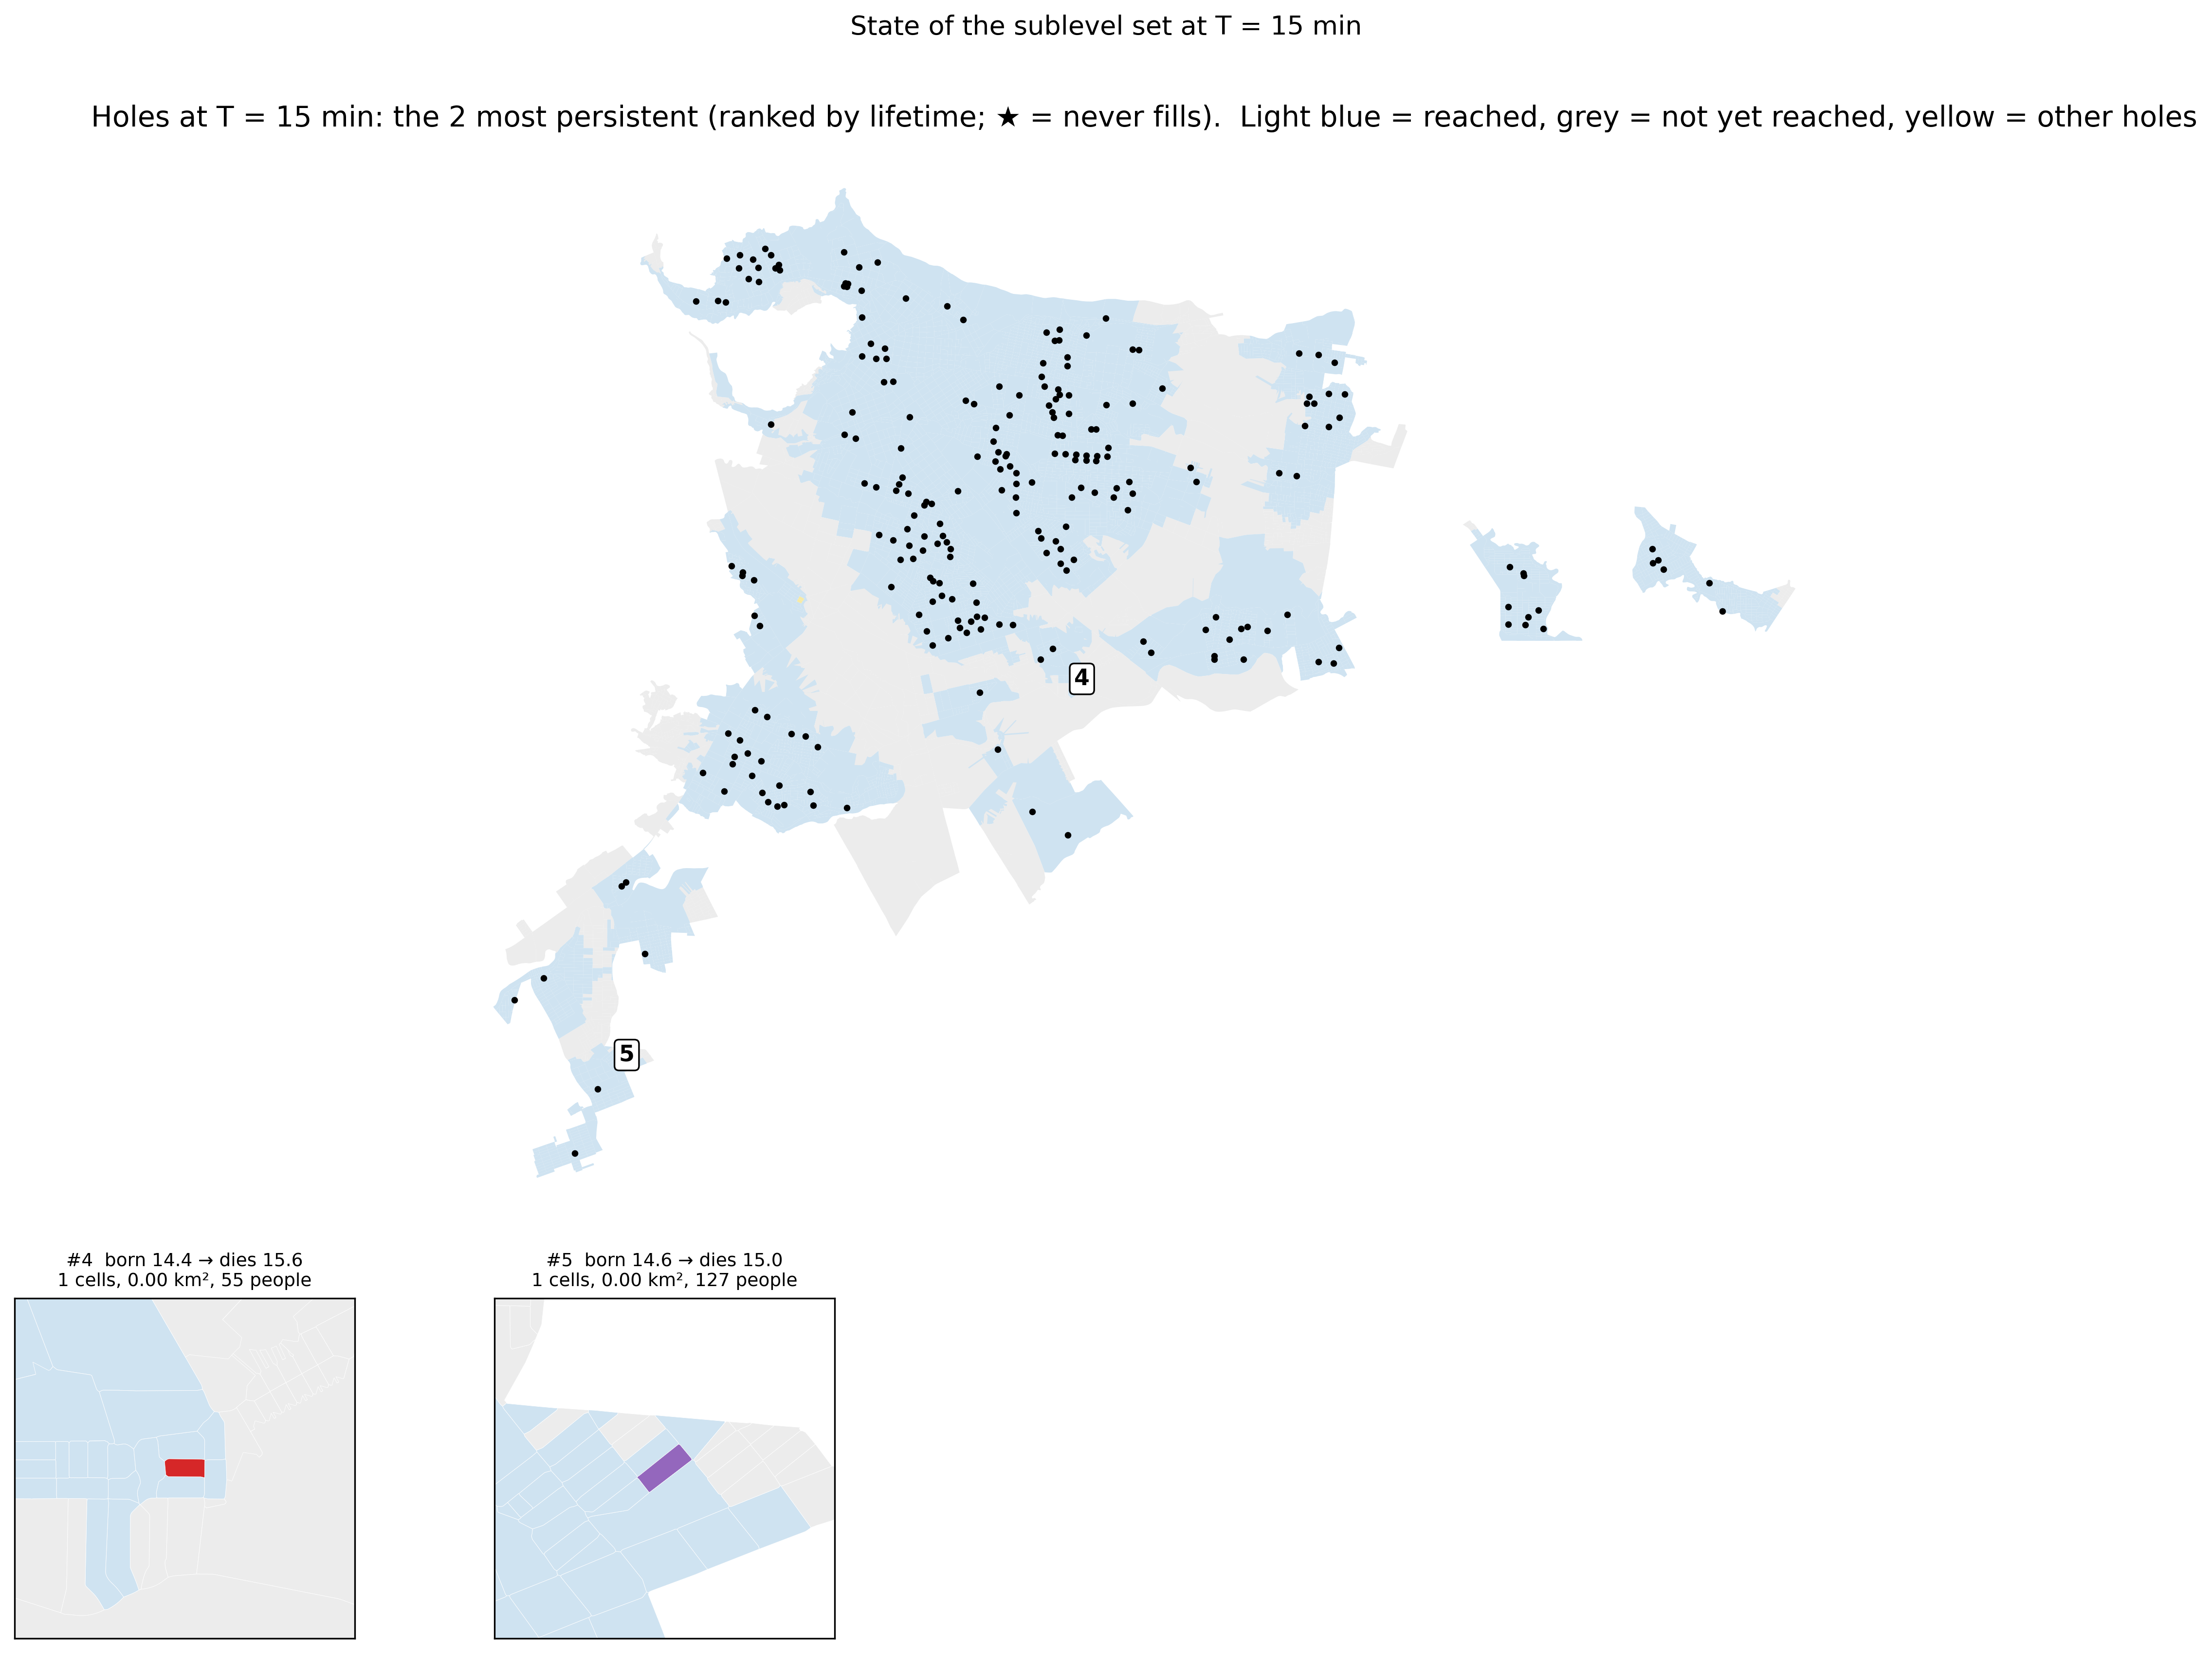 State of the sublevel set at T = 15 min
Holes at T = 15 min: the 2 most persistent (ranked by lifetime; ★ = never fills).  Light blue = reached, grey = not yet reached, yellow = other holes
4
5
#4  born 14.4 → dies 15.6
1 cells, 0.00 km², 55 people
#5  born 14.6 → dies 15.0
1 cells, 0.00 km², 127 people